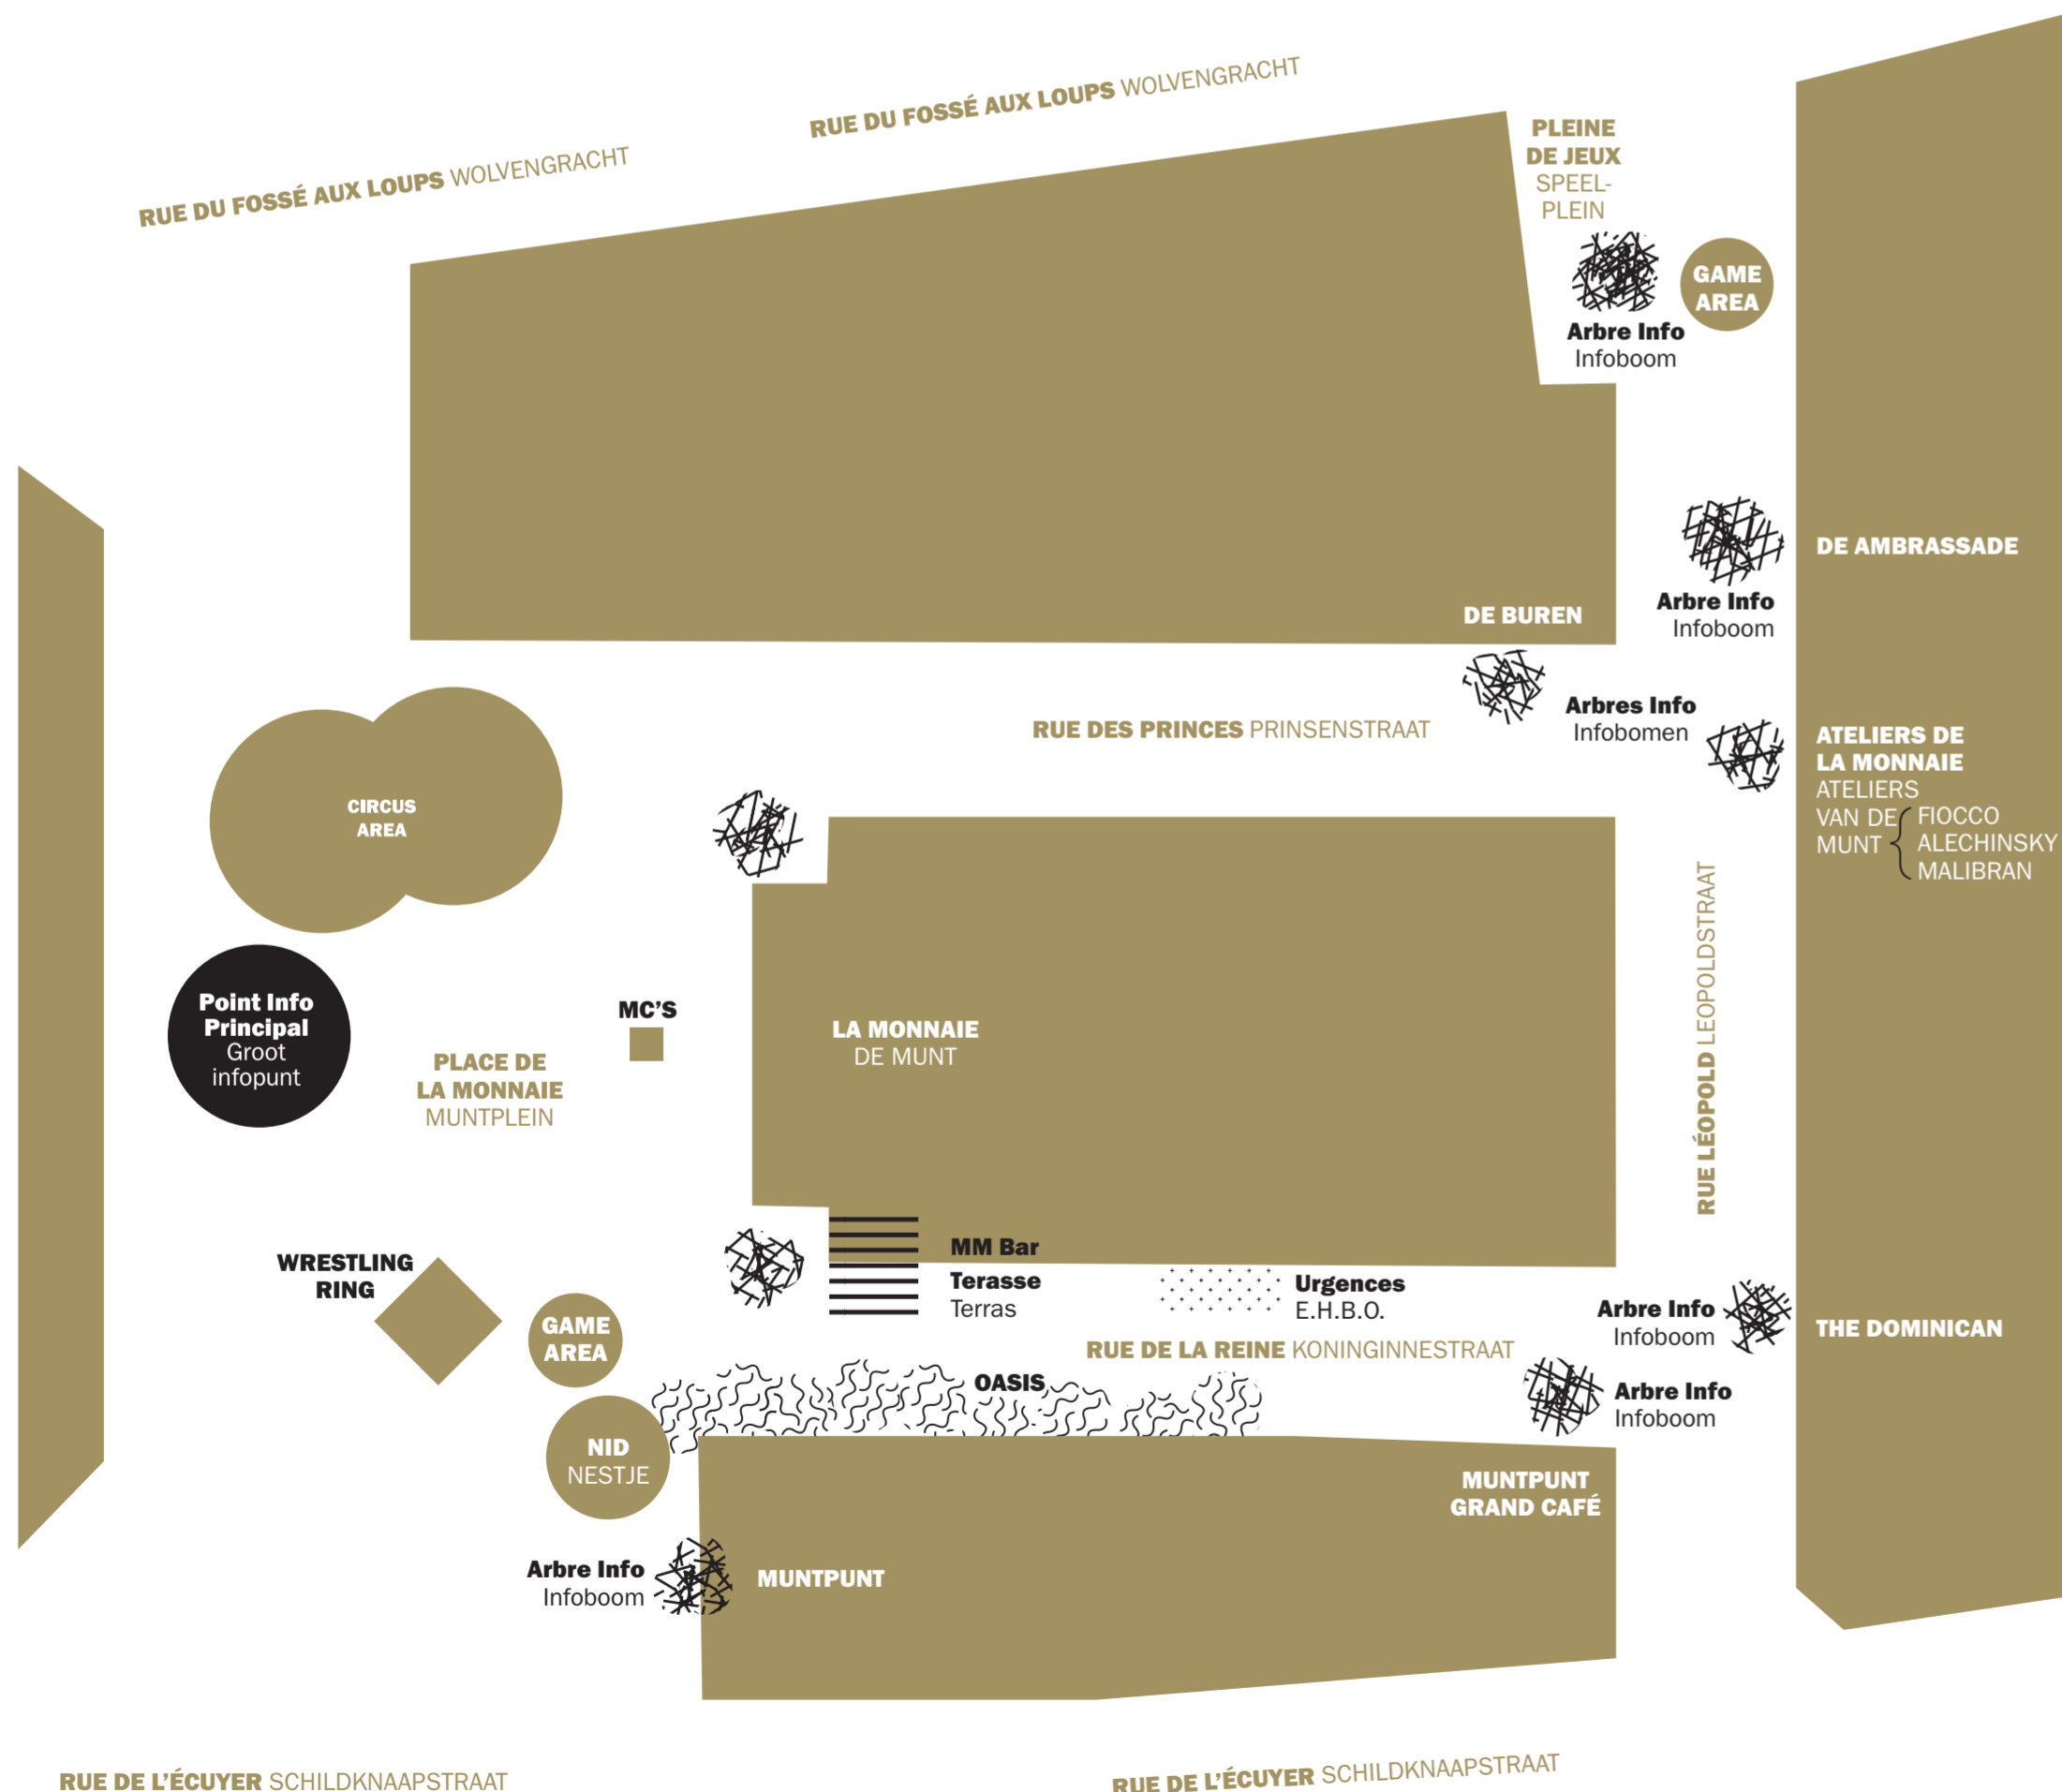 RUE DU FOSSÉ AUX LOUPS WOLVENGRACHT
RUE DU FOSSÉ AUX LOUPS WOLVENGRACHT
PLEINE
DE JEUX
SPEEL-
PLEIN
GAME
AREA
Arbre Info
Infoboom
DE AMBRASSADE
Arbre Info
Infoboom
DE BUREN
Arbres Info
Infobomen
RUE DES PRINCES PRINSENSTRAAT
ATELIERS DE
LA MONNAIE
ATELIERS
VAN DE
MUNT
FIOCCO
ALECHINSKY
MALIBRAN
CIRCUS
AREA
Point Info
Principal
Groot
infopunt
MC'S
PLACE DE
LA MONNAIE
MUNTPLEIN
LA MONNAIE
DE MUNT
RUE LÉOPOLD LEOPOLDSTRAAT
WRESTLING
RING
GAME
AREA
MM Bar
Terasse
Terras
Urgences
E.H.B.O.
Arbre Info
Infoboom
THE DOMINICAN
RUE DE LA REINE KONINGINNESTRAAT
OASIS
Arbre Info
Infoboom
NID
NESTJE
MUNTPUNT
GRAND CAFÉ
Arbre Info
Infoboom
MUNTPUNT
RUE DE L'ÉCUYER SCHILDKNAAPSTRAAT
RUE DE L'ÉCUYER SCHILDKNAAPSTRAAT